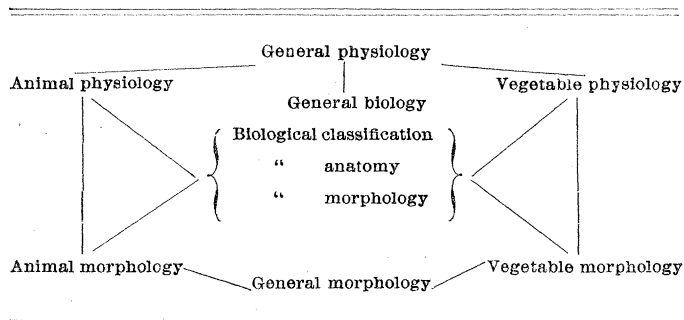 General physiology
Animal physiology
Vegetable physiology
General biology
Biological classification
“ anatomy
“ morphology
Animal morphology
Vegetable morphology
General morphology